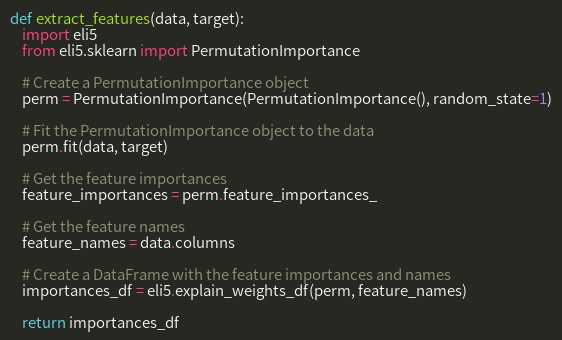 def extract_features(data, target):
    import eli5
    from eli5.sklearn import PermutationImportance

    # Create a PermutationImportance object
    perm = PermutationImportance(PermutationImportance(), random_state=1)

    # Fit the PermutationImportance object to the data
    perm.fit(data, target)

    # Get the feature importances
    feature_importances = perm.feature_importances_

    # Get the feature names
    feature_names = data.columns

    # Create a DataFrame with the feature importances and names
    importances_df = eli5.explain_weights_df(perm, feature_names)

    return importances_df